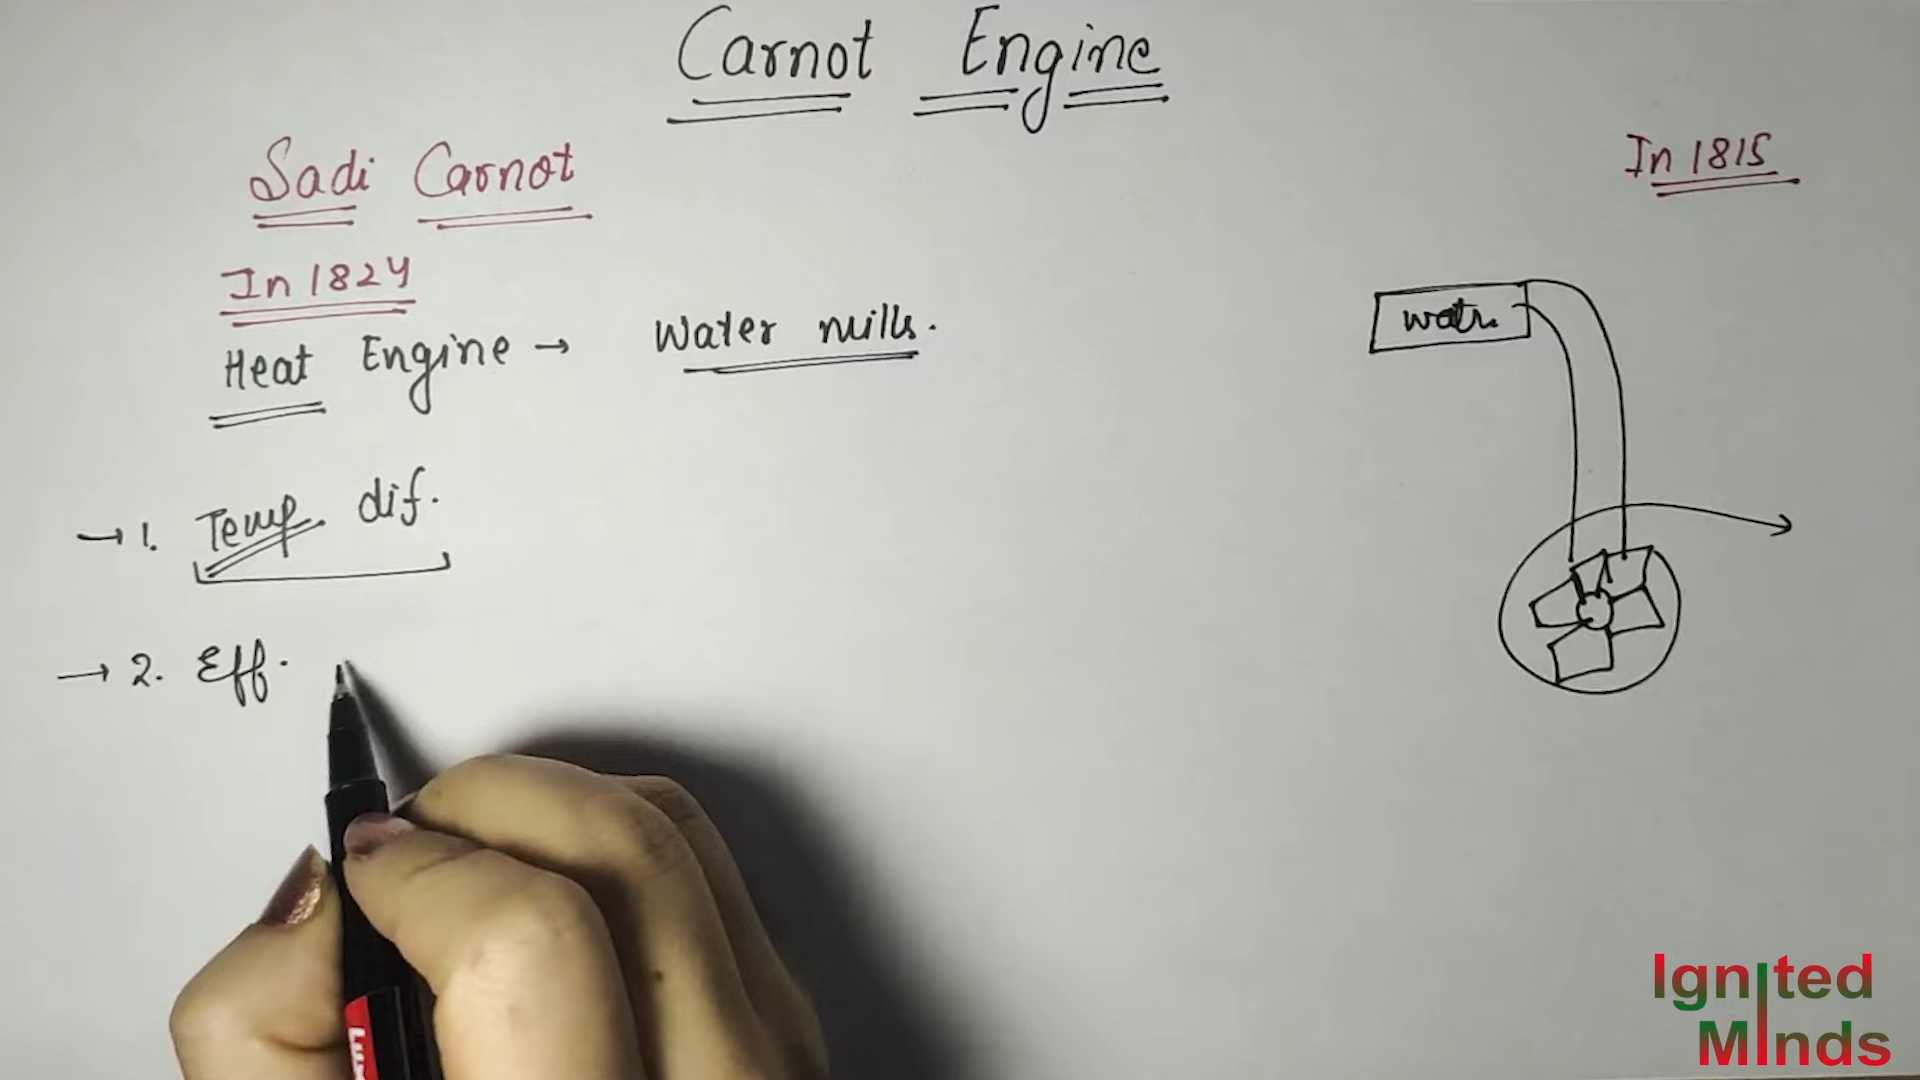 Carnot Engine
Sadi Carnot
In 1815
In 1824
Heat Engine → Water mills.
water
→ 1. Temp. dif.
→ 2. Eff.
Lux
Ignited
Minds